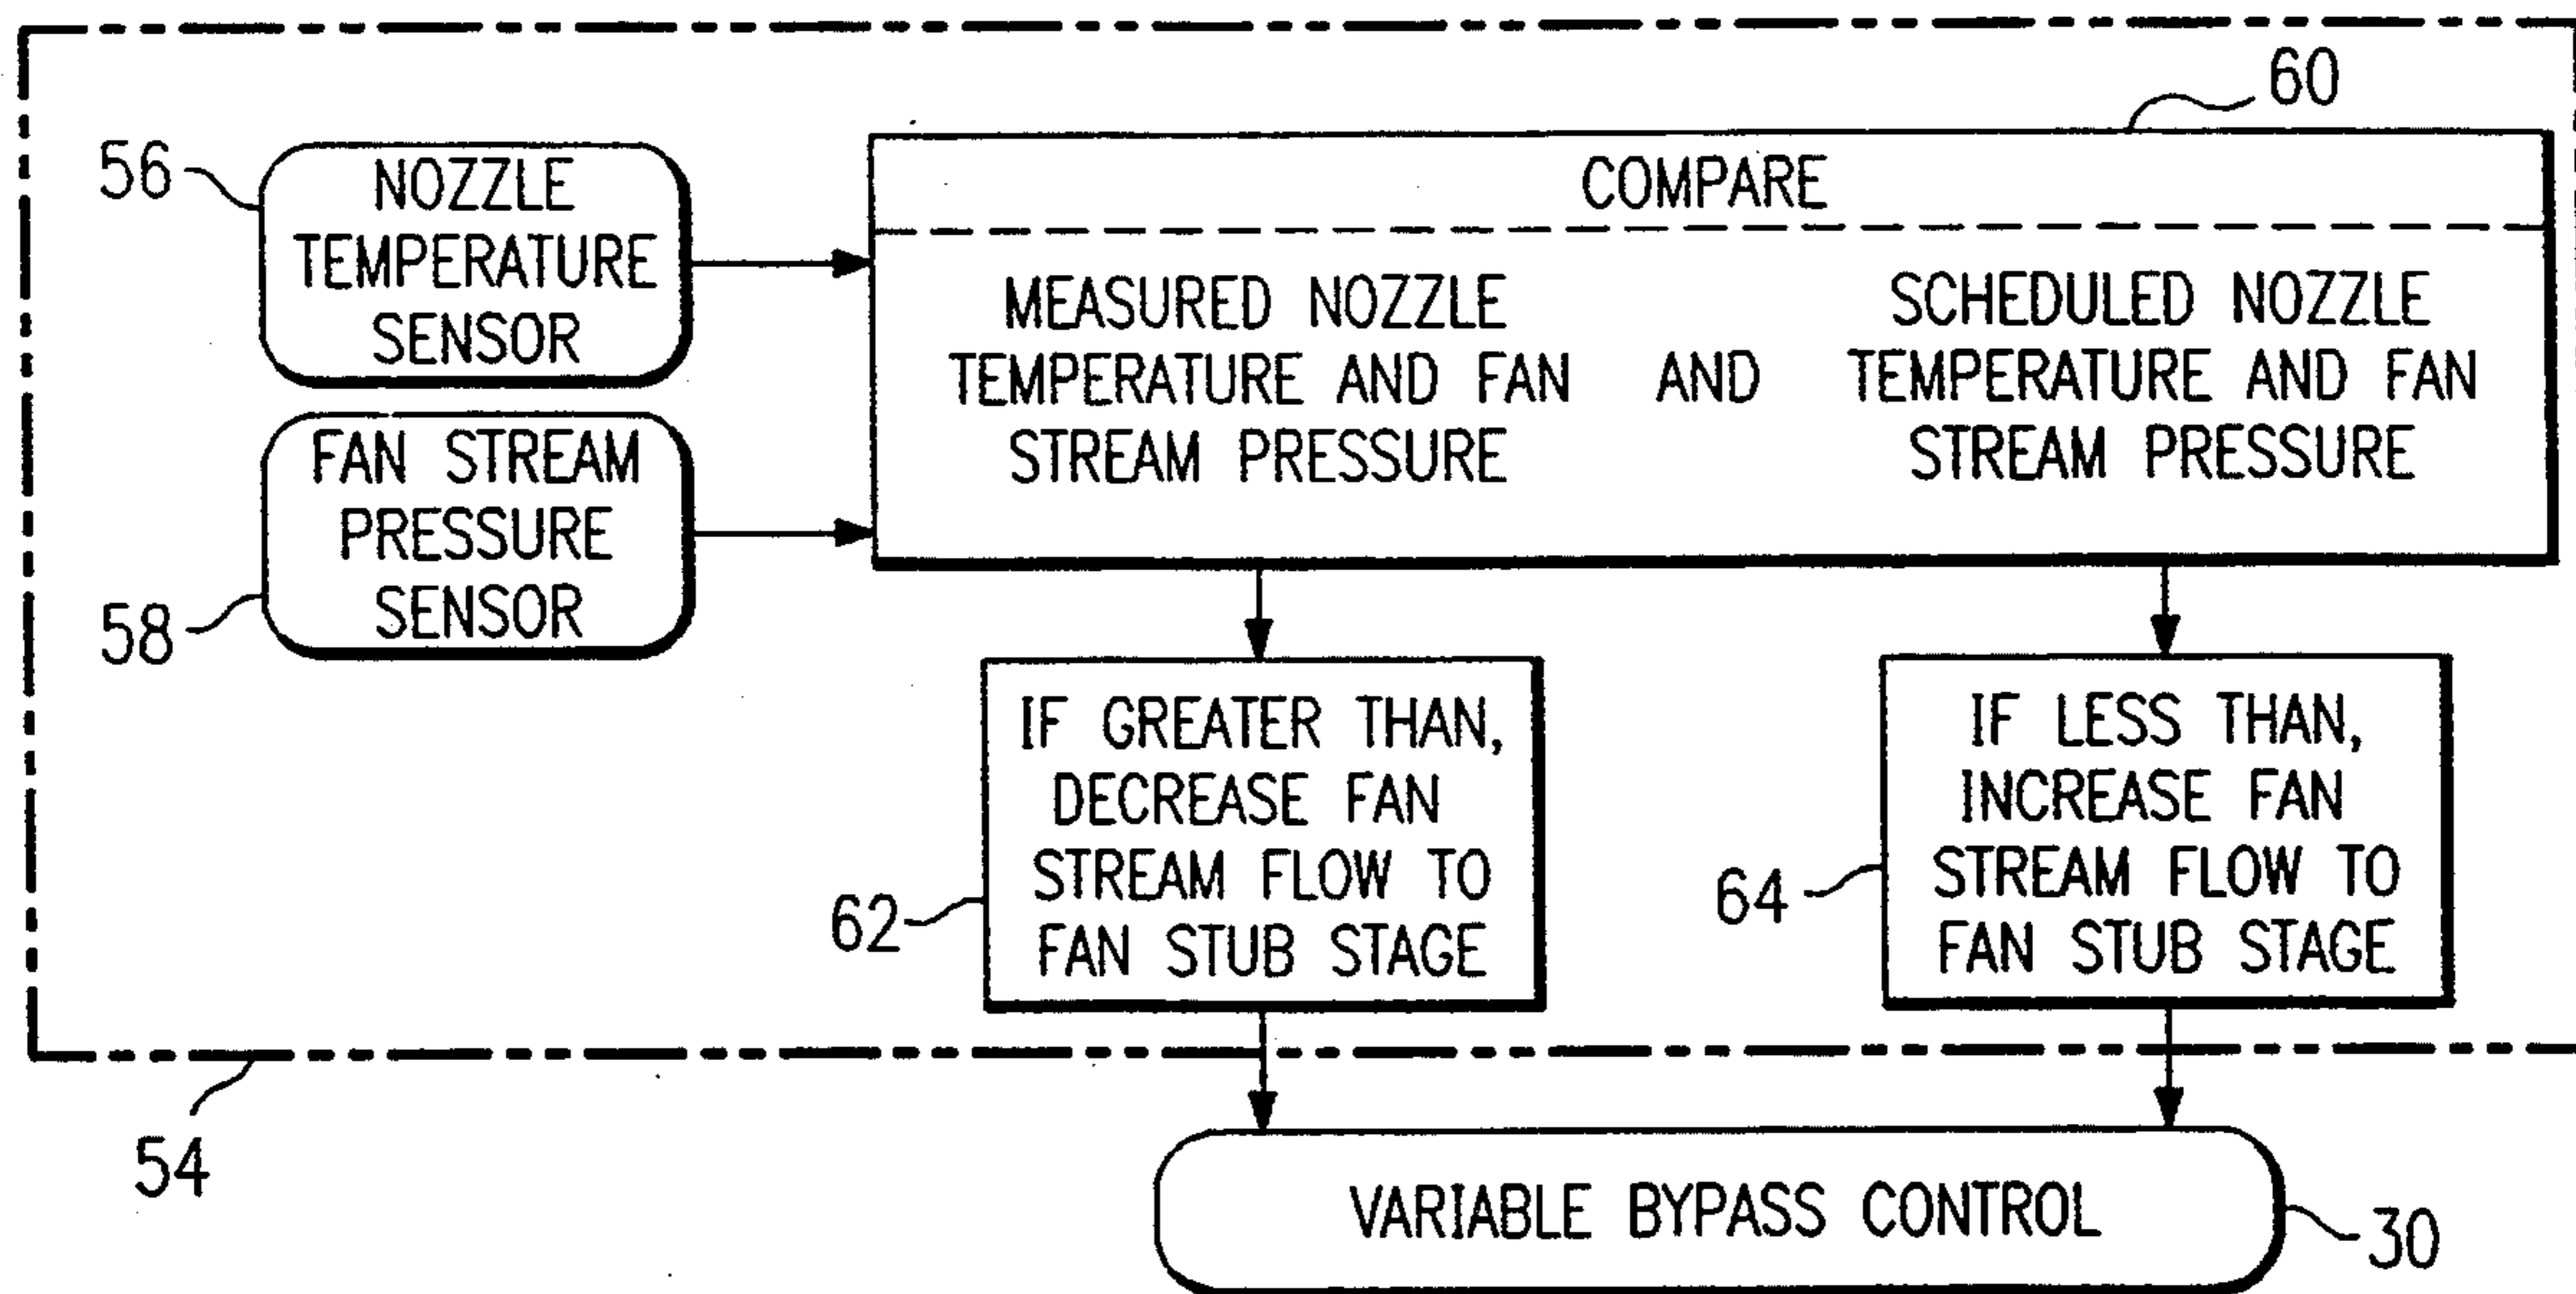 60
56
NOZZLE
TEMPERATURE
SENSOR
COMPARE
MEASURED NOZZLE
TEMPERATURE AND FAN
STREAM PRESSURE
AND
SCHEDULED NOZZLE
TEMPERATURE AND FAN
STREAM PRESSURE
58
FAN STREAM
PRESSURE
SENSOR
62
IF GREATER THAN,
DECREASE FAN
STREAM FLOW TO
FAN STUB STAGE
64
IF LESS THAN,
INCREASE FAN
STREAM FLOW TO
FAN STUB STAGE
54
VARIABLE BYPASS CONTROL
30